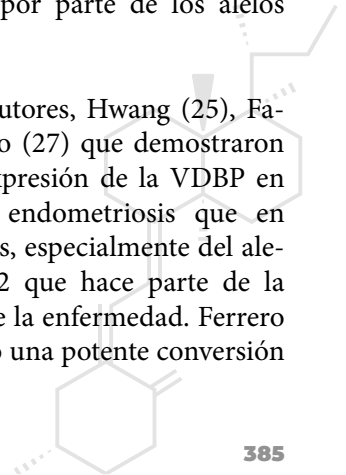 por parte de los alelos
utores, Hwang (25), Fa-
o (27) que demostraron
xpresión de la VDBP en
endometriosis que en
s, especialmente del ale-
2 que hace parte de la
e la enfermedad. Ferrero
o una potente conversión
385